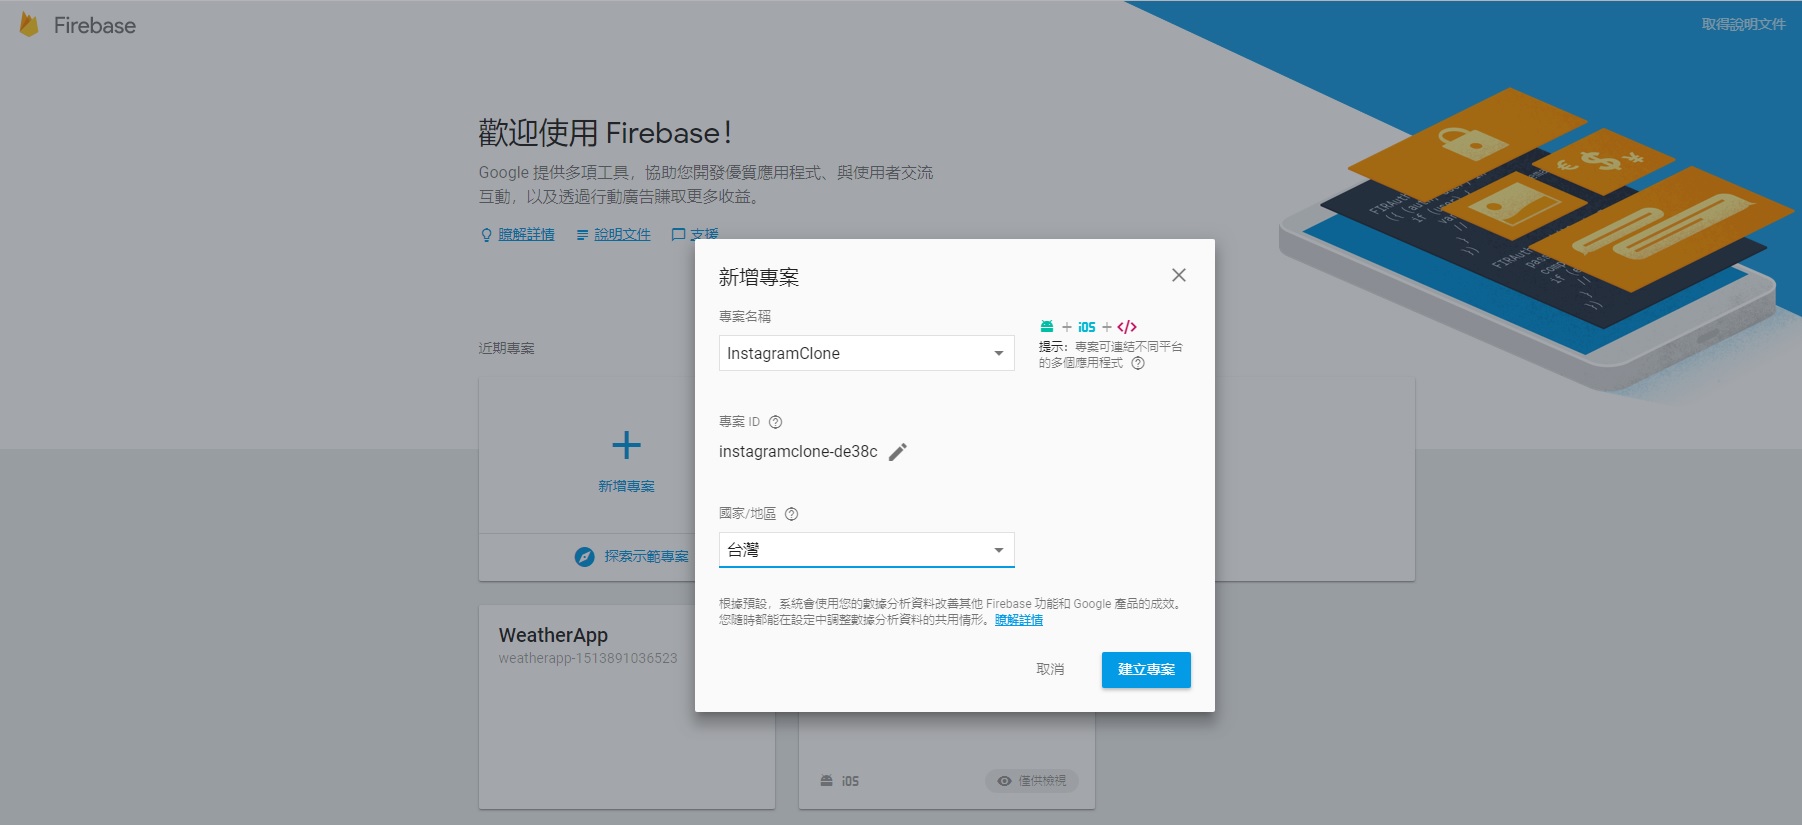 Firebase
取得說明文件
歡迎使用 Firebase！
Google 提供多項工具，協助您開發優質應用程式、與使用者交流
互動，以及透過行動廣告賺取更多收益。
瞭解詳情 說明文件 支援
近期專案
新增專案
探索示範專案
WeatherApp
weatherapp-1513891036523
iOS
僅供檢視
新增專案
專案名稱
InstagramClone
+ iOS + </>
提示：專案可連結不同平台
的多個應用程式
專案 ID
instagramclone-de38c
國家/地區
台灣
根據預設，系統會使用您的數據分析資料改善其他 Firebase 功能和 Google 產品的成效。
您隨時都能在設定中調整數據分析資料的共用情形。瞭解詳情
取消 建立專案